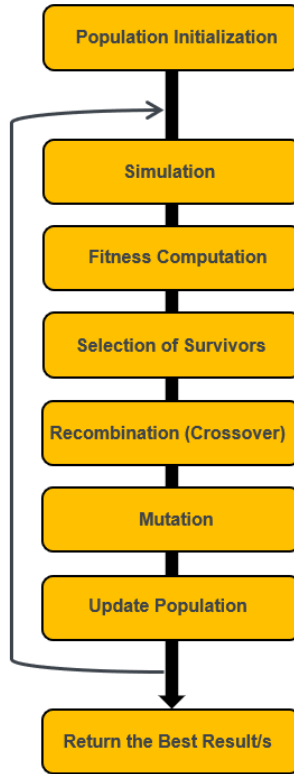 Population Initialization
Simulation
Fitness Computation
Selection of Survivors
Recombination (Crossover)
Mutation
Update Population
Return the Best Result/s